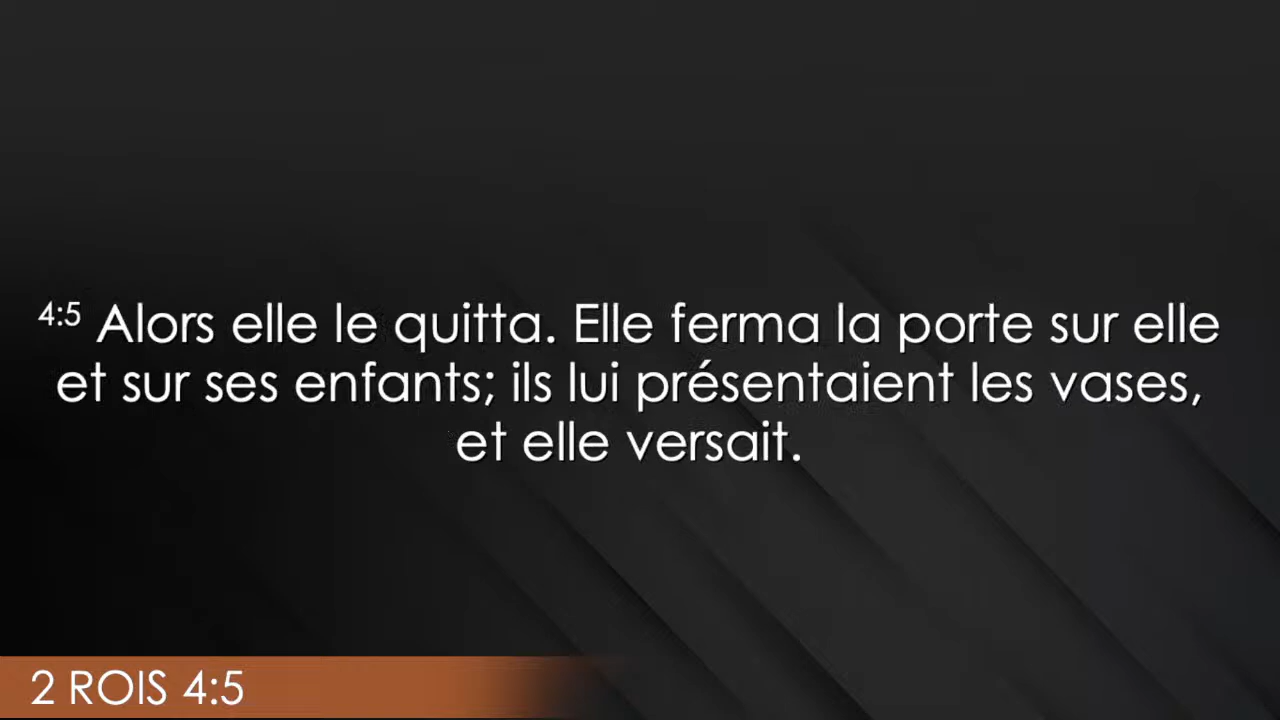 4:5 Alors elle le quitta. Elle ferma la porte sur elle
et sur ses enfants; ils lui présentaient les vases,
et elle versait.
2 ROIS 4:5